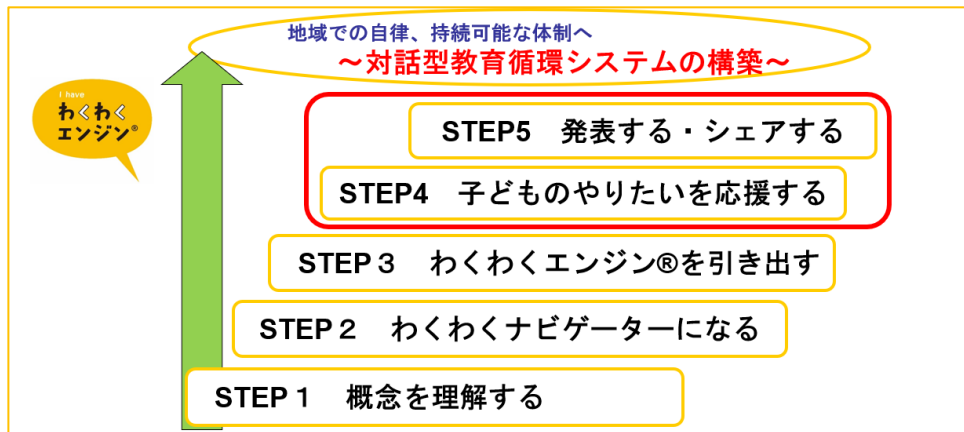 地域での自律、持続可能な体制へ
～対話型教育循環システムの構築～
I have
わくわく
エンジン®
STEP5　発表する・シェアする
STEP4　子どものやりたいを応援する
STEP３　わくわくエンジン®を引き出す
STEP２　わくわくナビゲーターになる
STEP１　概念を理解する